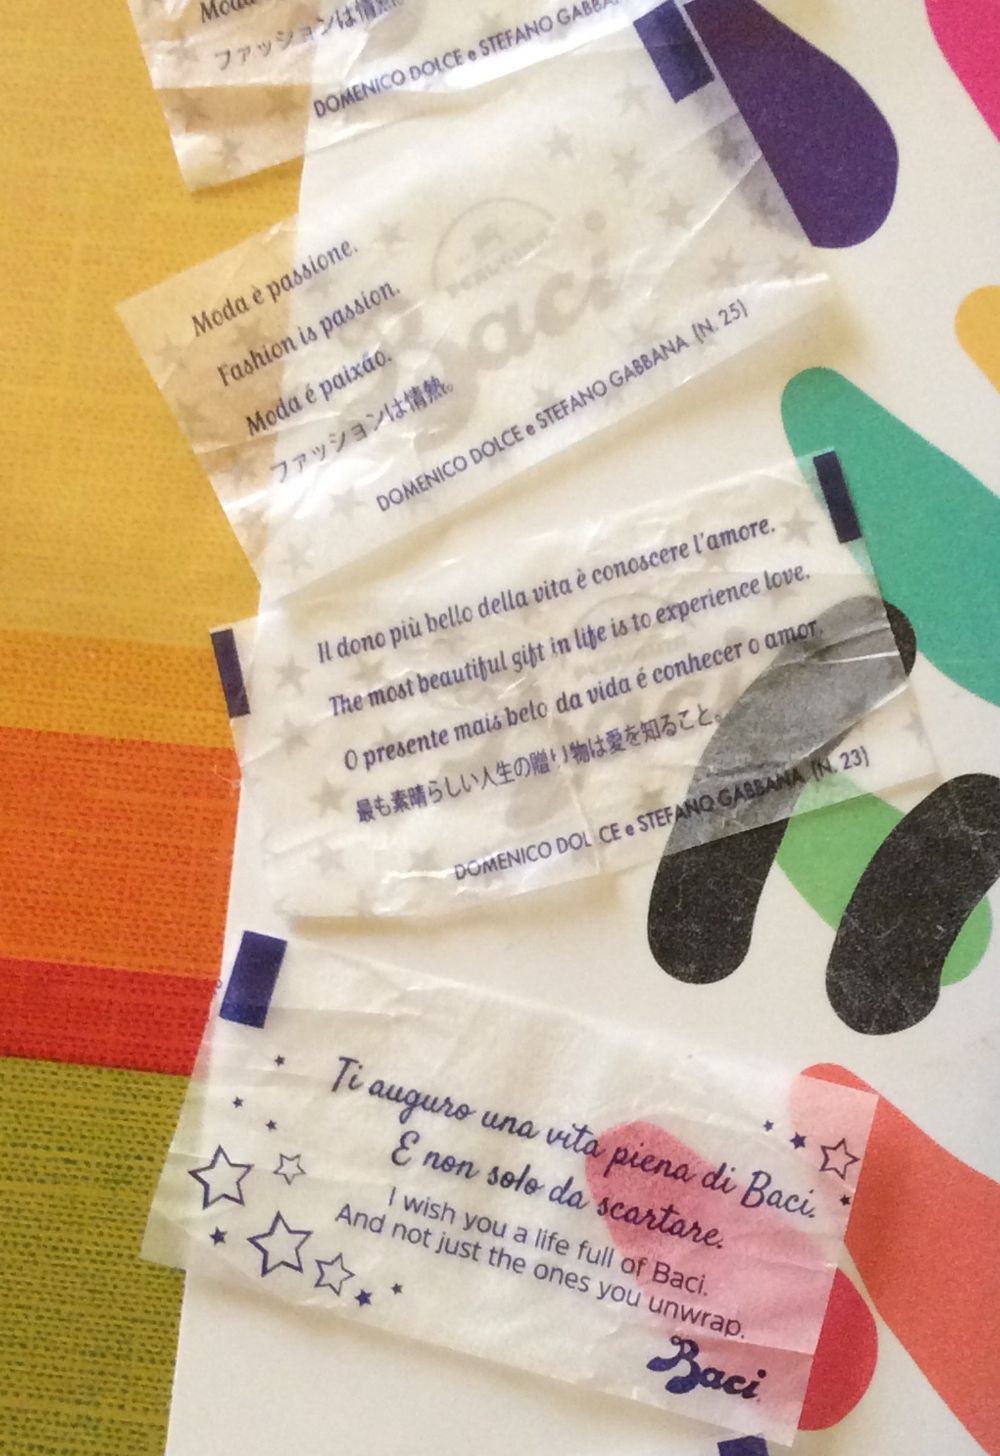 Moda
ファッションは情熱。
DOMENICO DOLCE e STEFANO GABBA
Baci
Moda è passione.
Fashion is passion.
Moda é paixão.
ファッションは情熱。
DOMENICO DOLCE e STEFANO GABBANA (N. 25)
Il dono più bello della vita è conoscere l'amore.
The most beautiful gift in life is to experience love.
O presente mais belo da vida é conhecer o amor.
最も素晴らしい人生の贈り物は愛を知ること。
DOMENICO DOLCE e STEFANO GABBANA (N. 23)
Ti auguro una vita piena di Baci.
E non solo da scartare.
I wish you a life full of Baci.
And not just the ones you unwrap.
Baci